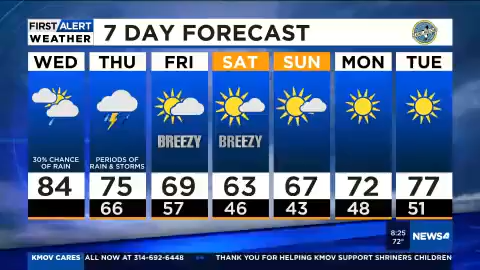 FIRST ALERT
WEATHER
7 DAY FORECAST
WED THU FRI SAT SUN MON TUE
BREEZY BREEZY
30% CHANCE
OF RAIN
PERIODS OF
RAIN & STORMS
84 75 69 63 67 72 77
66 57 46 43 48 51
8:25
72°
NEWS4
KMOV CARES ALL NOW AT 314-692-6448 THANK YOU FOR HELPING KMOV SUPPORT SHRINERS CHILDREN